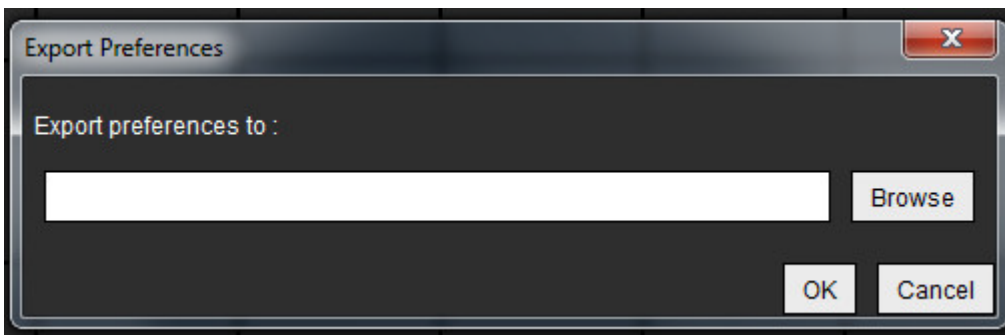 Export Preferences
X
Export preferences to :
Browse
OK Cancel